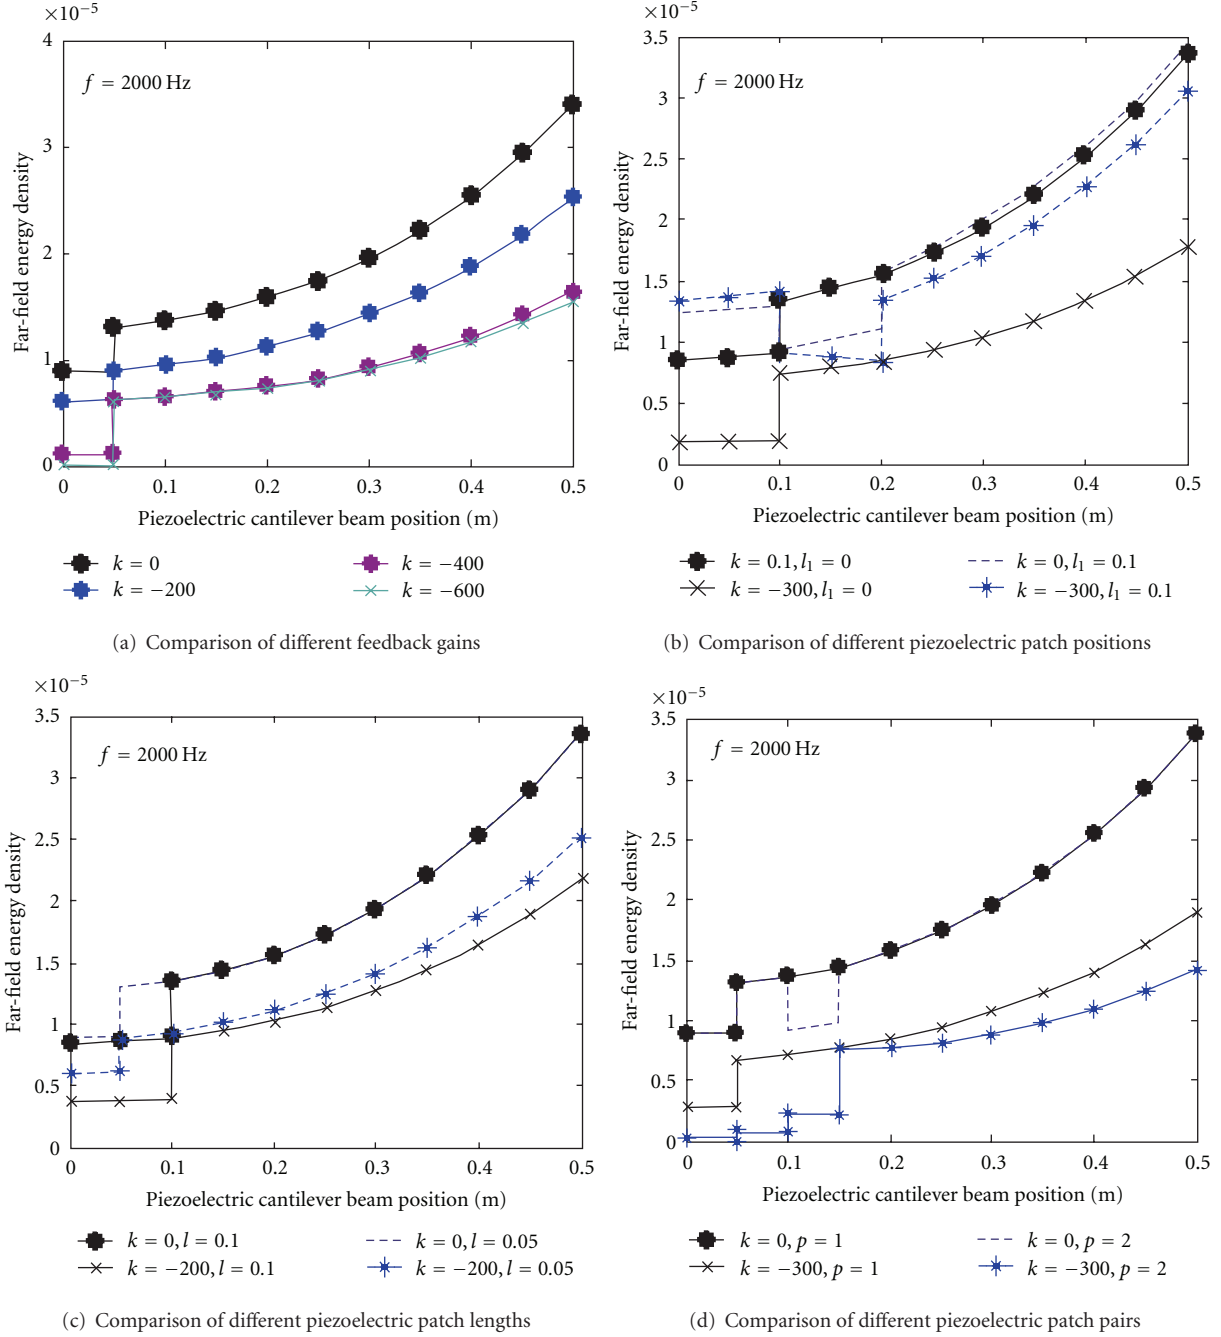 ×10⁻⁵
4
3
2
1
0
f = 2000 Hz
Far-field energy density
0 0.1 0.2 0.3 0.4 0.5
Piezoelectric cantilever beam position (m)
k = 0
k = −200
k = −400
k = −600
(a) Comparison of different feedback gains
×10⁻⁵
3.5
3
2.5
2
1.5
1
0.5
0
f = 2000 Hz
Far-field energy density
0 0.1 0.2 0.3 0.4 0.5
Piezoelectric cantilever beam position (m)
k = 0.1, l₁ = 0
k = −300, l₁ = 0
k = 0, l₁ = 0.1
k = −300, l₁ = 0.1
(b) Comparison of different piezoelectric patch positions
×10⁻⁵
3.5
3
2.5
2
1.5
1
0.5
0
f = 2000 Hz
Far-field energy density
0 0.1 0.2 0.3 0.4 0.5
Piezoelectric cantilever beam position (m)
k = 0, l = 0.1
k = −200, l = 0.1
k = 0, l = 0.05
k = −200, l = 0.05
(c) Comparison of different piezoelectric patch lengths
×10⁻⁵
3.5
3
2.5
2
1.5
1
0.5
0
f = 2000 Hz
Far-field energy density
0 0.1 0.2 0.3 0.4 0.5
Piezoelectric cantilever beam position (m)
k = 0, p = 1
k = −300, p = 1
k = 0, p = 2
k = −300, p = 2
(d) Comparison of different piezoelectric patch pairs